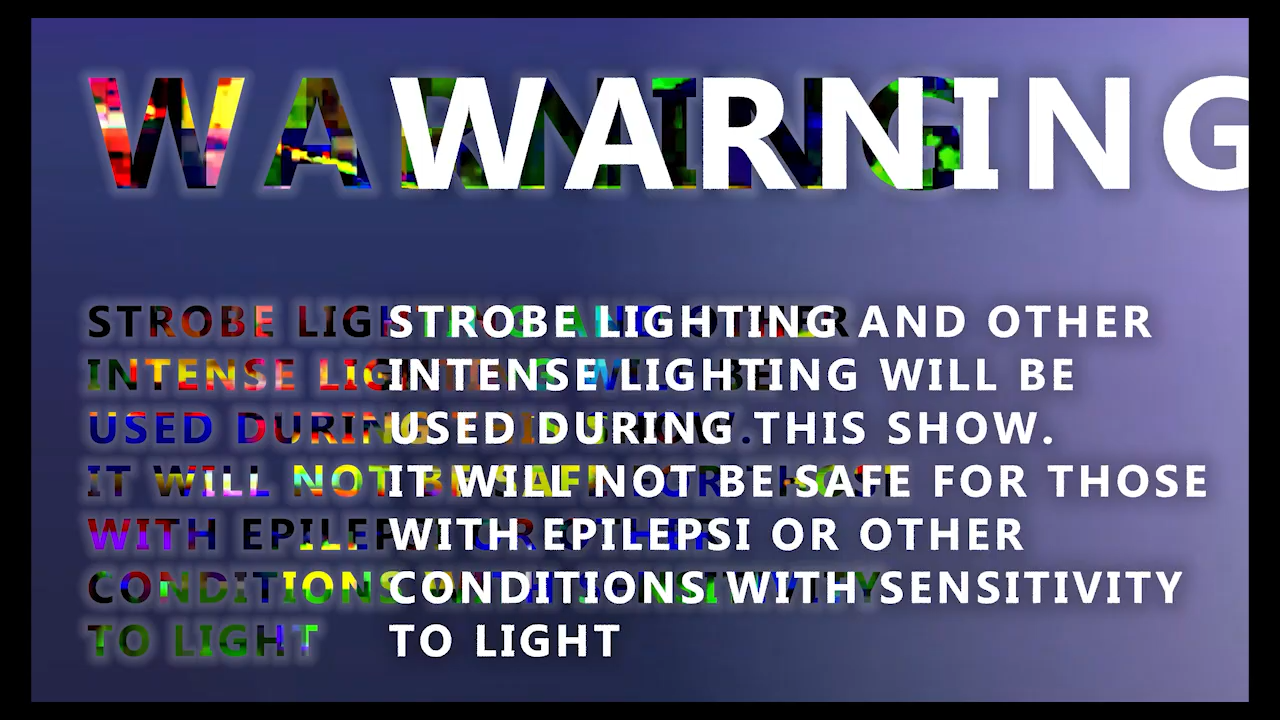 WARNING
STROBE LIGHTING AND OTHER
INTENSE LIGHTING WILL BE
USED DURING THIS SHOW.
IT WILL NOT BE SAFE FOR THOSE
WITH EPILEPSI OR OTHER
CONDITIONS WITH SENSITIVITY
TO LIGHT